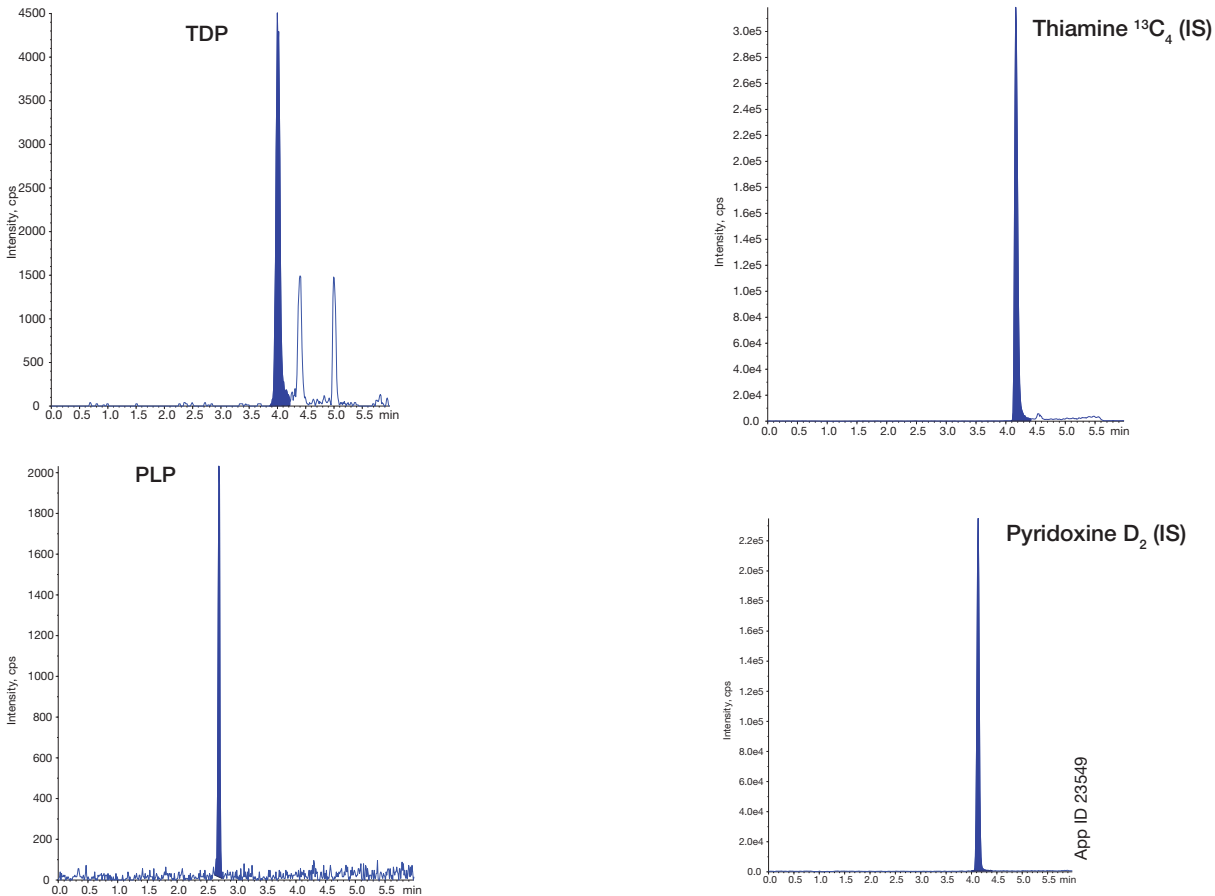 TDP
Intensity, cps
4500
4000
3500
3000
2500
2000
1500
1000
500
0
0.0 0.5 1.0 1.5 2.0 2.5 3.0 3.5 4.0 4.5 5.0 min
Thiamine ¹³C₄ (IS)
Intensity, cps
3.0e5
2.8e5
2.6e5
2.4e5
2.2e5
2.0e5
1.8e5
1.6e5
1.4e5
1.2e5
1.0e5
8.0e4
6.0e4
4.0e4
2.0e4
0.0
0.0 0.5 1.0 1.5 2.0 2.5 3.0 3.5 4.0 4.5 5.0 5.5 min
PLP
Intensity, cps
2000
1800
1600
1400
1200
1000
800
600
400
200
0
0.0 0.5 1.0 1.5 2.0 2.5 3.0 3.5 4.0 4.5 5.0 5.5 min
Pyridoxine D₂ (IS)
Intensity, cps
2.2e5
2.0e5
1.8e5
1.6e5
1.4e5
1.2e5
1.0e5
8.0e4
6.0e4
4.0e4
2.0e4
0.0
0.0 0.5 1.0 1.5 2.0 2.5 3.0 3.5 4.0 4.5 5.0 5.5 min
App ID 23549